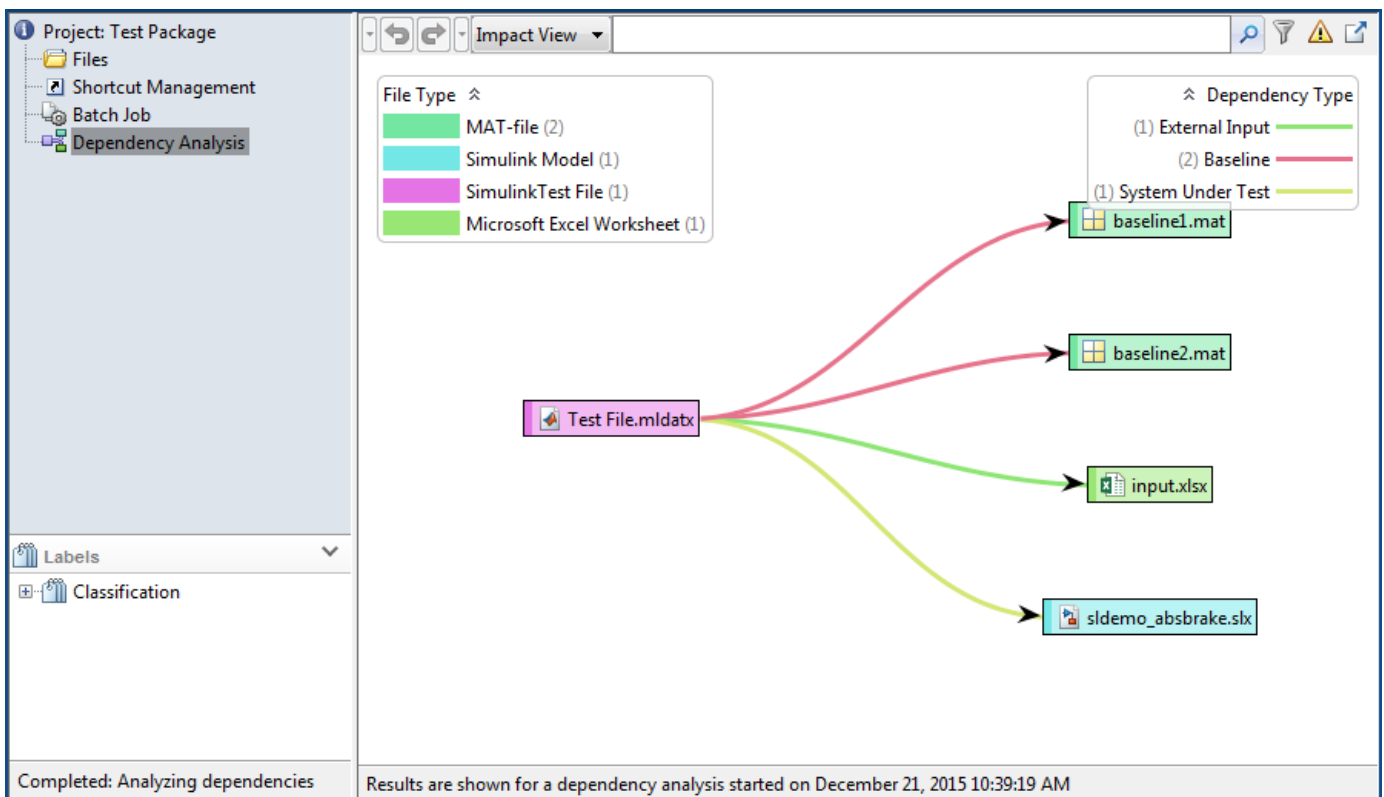 Project: Test Package
Files
Shortcut Management
Batch Job
Dependency Analysis
Labels
Classification
Completed: Analyzing dependencies
Impact View
File Type
MAT-file (2)
Simulink Model (1)
SimulinkTest File (1)
Microsoft Excel Worksheet (1)
Dependency Type
(1) External Input
(2) Baseline
(1) System Under Test
baseline1.mat
baseline2.mat
Test File.mldatx
input.xlsx
sldemo_absbrake.slx
Results are shown for a dependency analysis started on December 21, 2015 10:39:19 AM